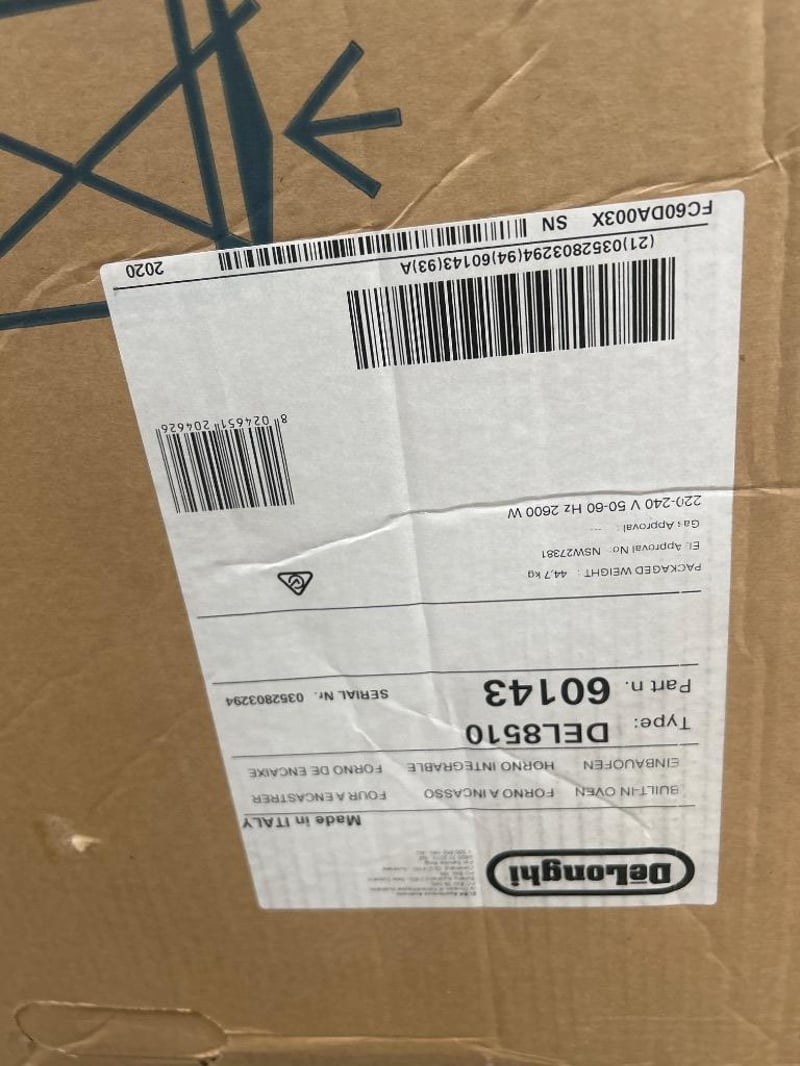 DeLonghi
Made in ITALY
BUILT-IN OVEN FORNO A INCASSO FOUR A ENCASTRER
EINBAUOFEN HORNO INTEGRABLE FORNO DE ENCAIXE
Type: DEL8510
Part n. 60143 SERIAL Nr. 0352803294
PACKAGED WEIGHT : 44,7 kg
El. Approval No: NSW27381
Gas Approval : --
220-240 V 50-60 Hz 2600 W
8 024651 204626
(21)0352803294(94)60143(93)A
FC60DA003X SN 2020